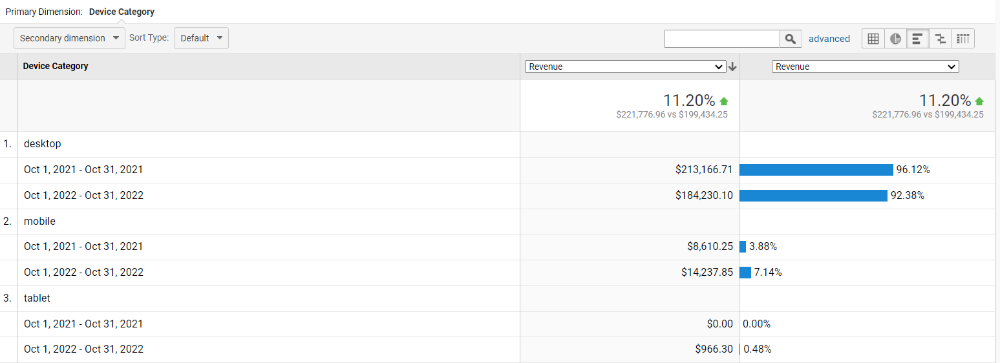 Primary Dimension: Device Category
Secondary dimension Sort Type: Default advanced
Device Category Revenue Revenue
11.20% 11.20%
$221,776.96 vs $199,434.25 $221,776.96 vs $199,434.25
1. desktop
Oct 1, 2021 - Oct 31, 2021 $213,166.71 96.12%
Oct 1, 2022 - Oct 31, 2022 $184,230.10 92.38%
2. mobile
Oct 1, 2021 - Oct 31, 2021 $8,610.25 3.88%
Oct 1, 2022 - Oct 31, 2022 $14,237.85 7.14%
3. tablet
Oct 1, 2021 - Oct 31, 2021 $0.00 0.00%
Oct 1, 2022 - Oct 31, 2022 $966.30 0.48%